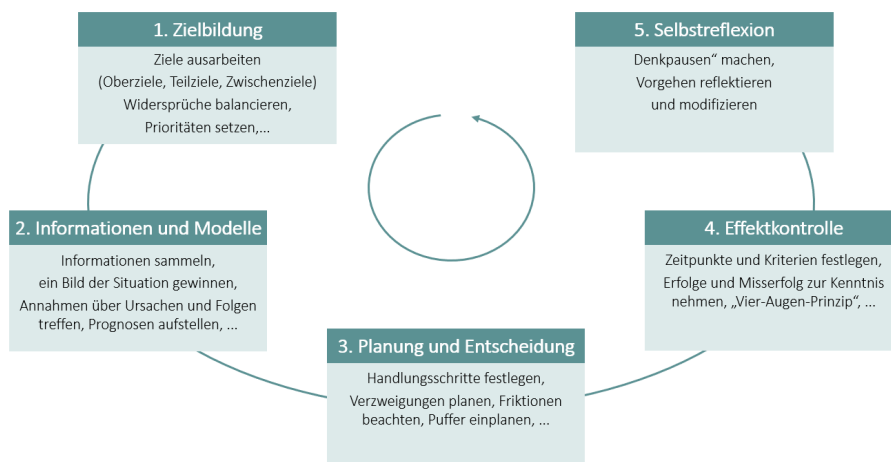 1. Zielbildung
Ziele ausarbeiten
(Oberziele, Teilziele, Zwischenziele)
Widersprüche balancieren,
Prioritäten setzen,...
2. Informationen und Modelle
Informationen sammeln,
ein Bild der Situation gewinnen,
Annahmen über Ursachen und Folgen
treffen, Prognosen aufstellen, ...
3. Planung und Entscheidung
Handlungsschritte festlegen,
Verzweigungen planen, Friktionen
beachten, Puffer einplanen, ...
4. Effektkontrolle
Zeitpunkte und Kriterien festlegen,
Erfolge und Misserfolg zur Kenntnis
nehmen, „Vier-Augen-Prinzip“, ...
5. Selbstreflexion
Denkpausen“ machen,
Vorgehen reflektieren
und modifizieren